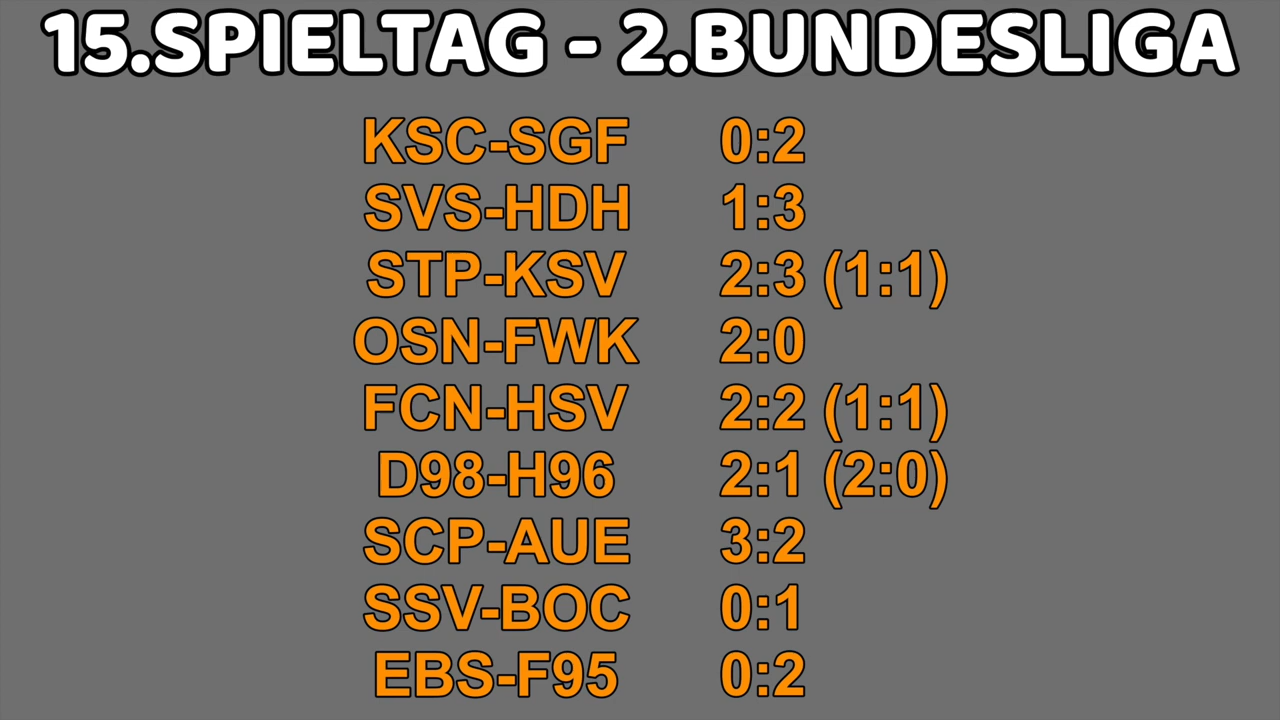 15.SPIELTAG - 2.BUNDESLIGA
KSC-SGF 0:2
SVS-HDH 1:3
STP-KSV 2:3 (1:1)
OSN-FWK 2:0
FCN-HSV 2:2 (1:1)
D98-H96 2:1 (2:0)
SCP-AUE 3:2
SSV-BOC 0:1
EBS-F95 0:2